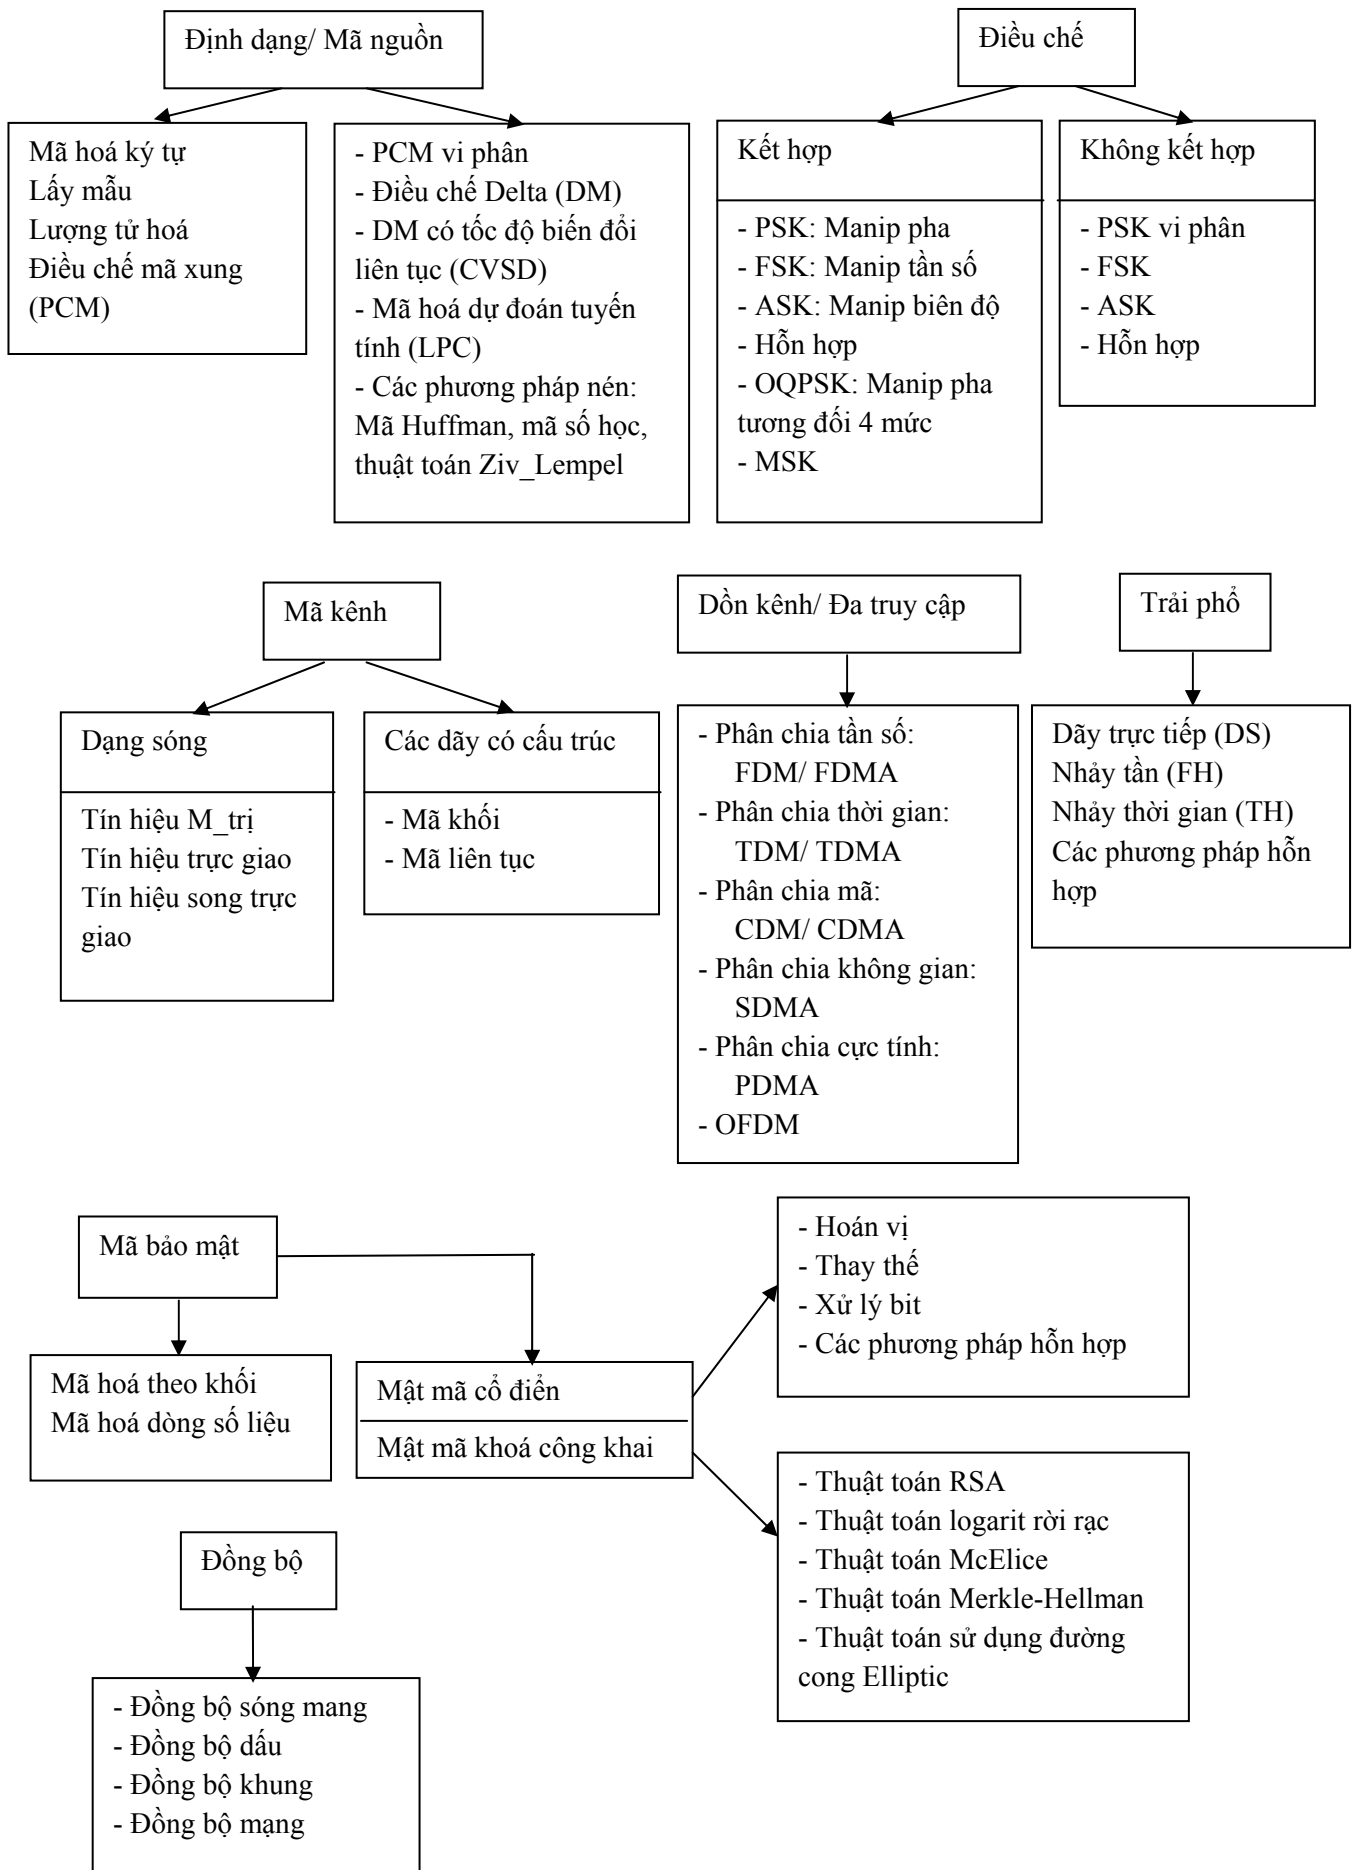 Định dạng/ Mã nguồn
Mã hoá ký tự
Lấy mẫu
Lượng tử hoá
Điều chế mã xung
(PCM)
- PCM vi phân
- Điều chế Delta (DM)
- DM có tốc độ biến đổi
liên tục (CVSD)
- Mã hoá dự đoán tuyến
tính (LPC)
- Các phương pháp nén:
Mã Huffman, mã số học,
thuật toán Ziv_Lempel
Điều chế
Kết hợp
- PSK: Manip pha
- FSK: Manip tần số
- ASK: Manip biên độ
- Hỗn hợp
- OQPSK: Manip pha
tương đối 4 mức
- MSK
Không kết hợp
- PSK vi phân
- FSK
- ASK
- Hỗn hợp
Mã kênh
Dạng sóng
Tín hiệu M_trị
Tín hiệu trực giao
Tín hiệu song trực
giao
Các dãy có cấu trúc
- Mã khối
- Mã liên tục
Dồn kênh/ Đa truy cập
- Phân chia tần số:
FDM/ FDMA
- Phân chia thời gian:
TDM/ TDMA
- Phân chia mã:
CDM/ CDMA
- Phân chia không gian:
SDMA
- Phân chia cực tính:
PDMA
- OFDM
Trải phổ
Dãy trực tiếp (DS)
Nhảy tần (FH)
Nhảy thời gian (TH)
Các phương pháp hỗn
hợp
Mã bảo mật
Mã hoá theo khối
Mã hoá dòng số liệu
Mật mã cổ điển
Mật mã khoá công khai
- Hoán vị
- Thay thế
- Xử lý bit
- Các phương pháp hỗn hợp
- Thuật toán RSA
- Thuật toán logarit rời rạc
- Thuật toán McElice
- Thuật toán Merkle-Hellman
- Thuật toán sử dụng đường
cong Elliptic
Đồng bộ
- Đồng bộ sóng mang
- Đồng bộ dấu
- Đồng bộ khung
- Đồng bộ mạng